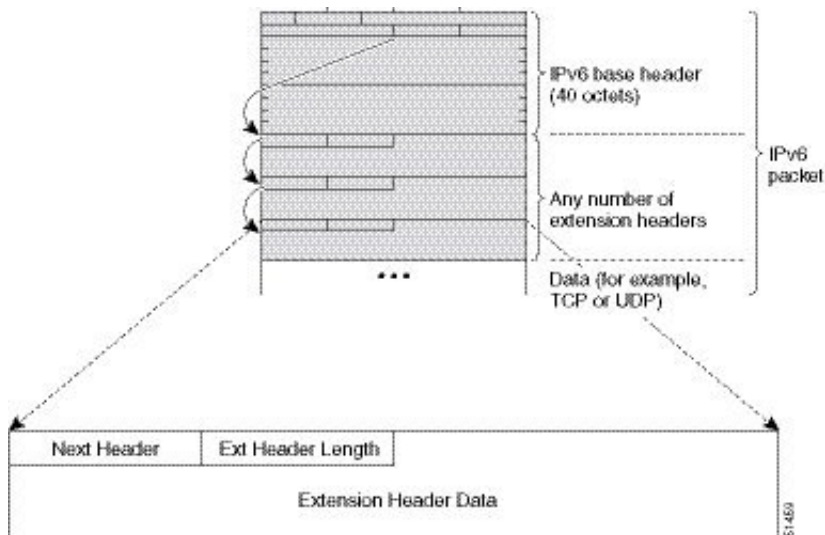 IPv6 base header
(40 octets)
IPv6
packet
Any number of
extension headers
...
Data (for example,
TCP or UDP)
Next Header
Ext Header Length
Extension Header Data
51459